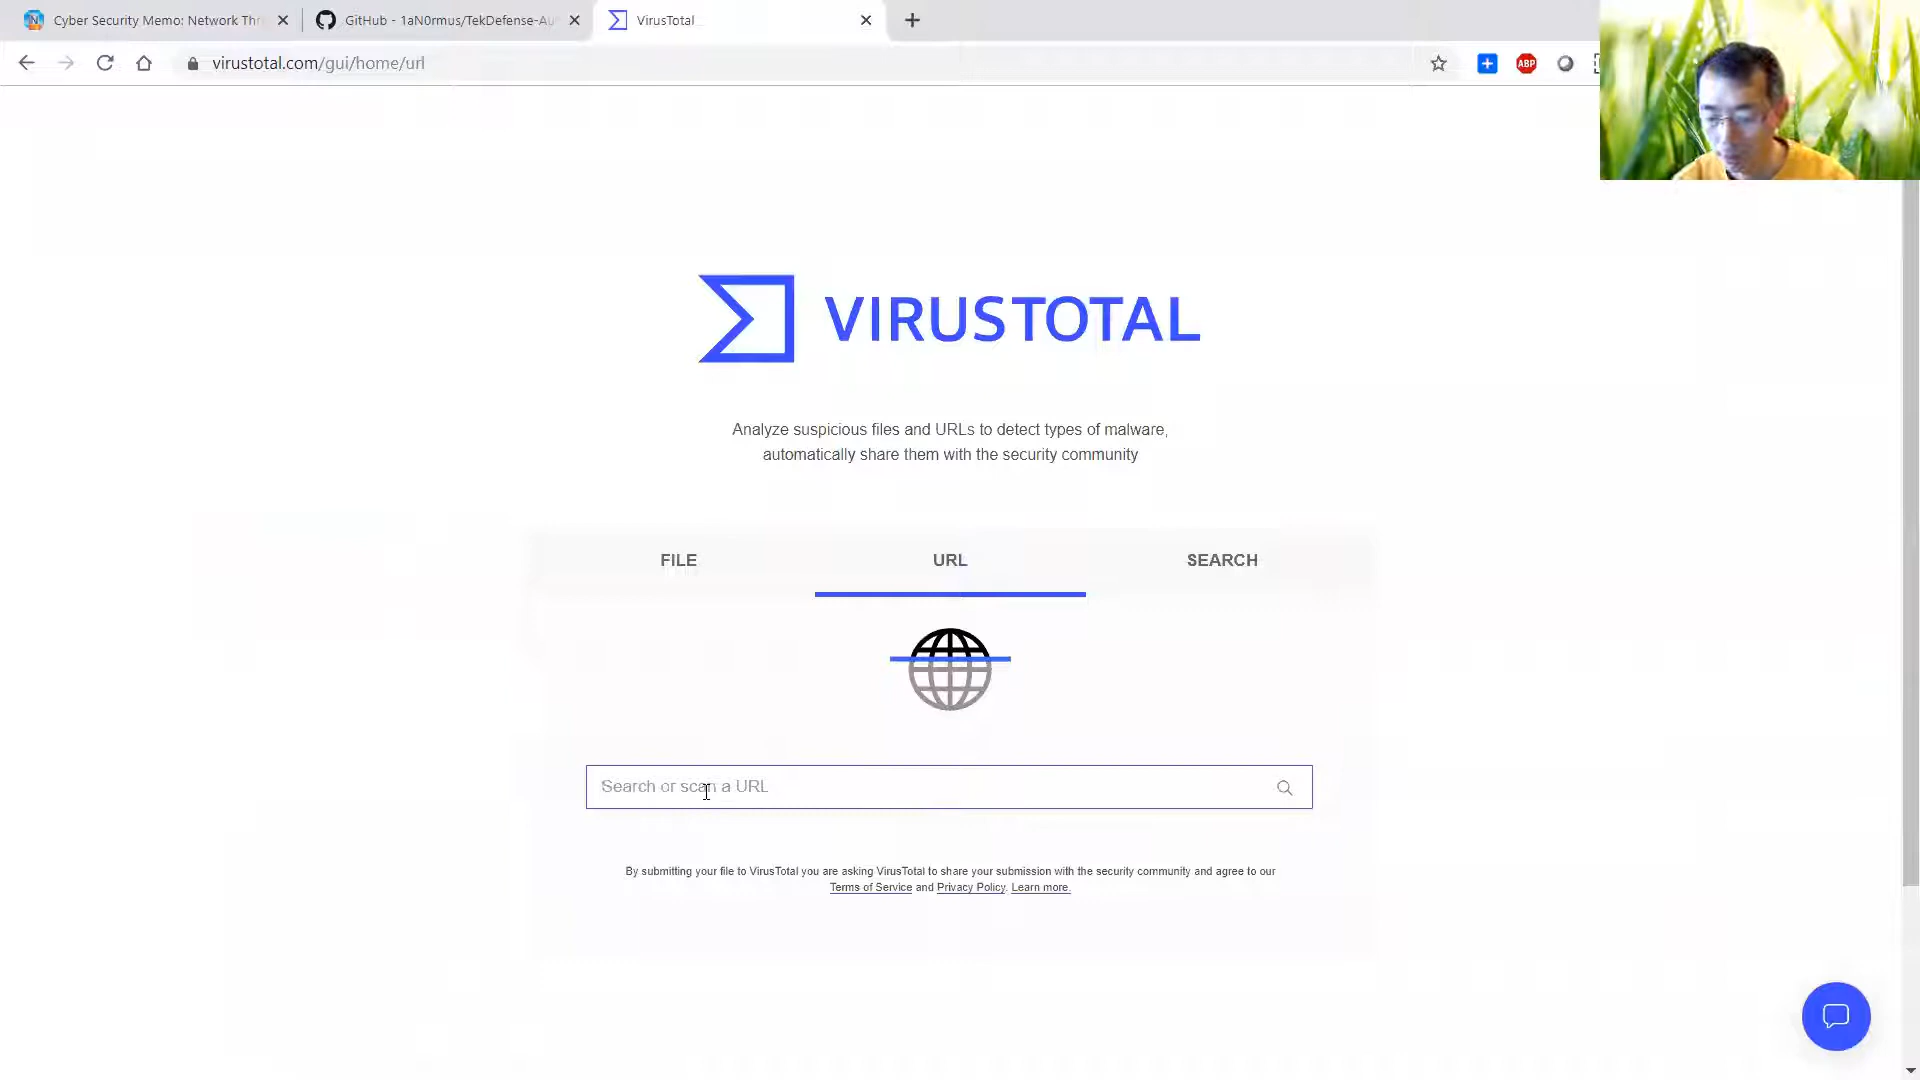 Cyber Security Memo: Network Thr
GitHub - 1aN0rmus/TekDefense-Au
VirusTotal
virustotal.com/gui/home/url
ABP
VIRUSTOTAL
Analyze suspicious files and URLs to detect types of malware,
automatically share them with the security community
FILE
URL
SEARCH
Search or scan a URL
By submitting your file to VirusTotal you are asking VirusTotal to share your submission with the security community and agree to our
Terms of Service and Privacy Policy. Learn more.